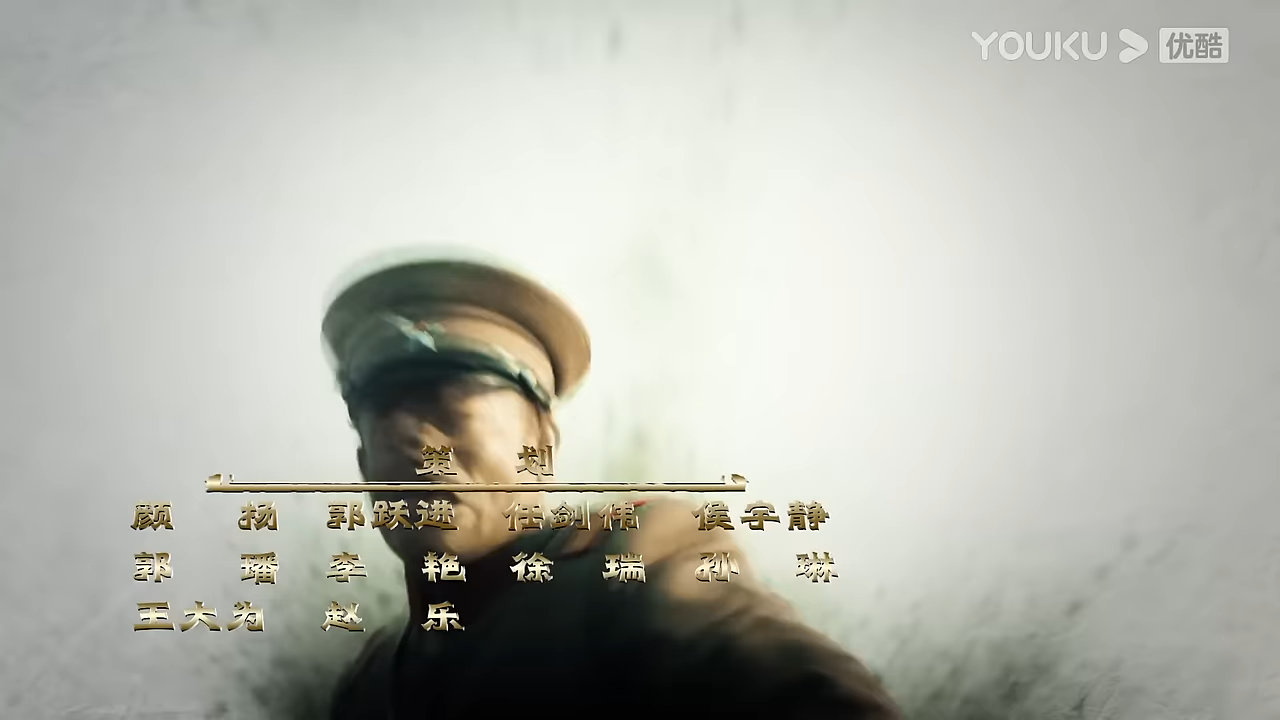 YOUKU 优酷
策 划
颜 扬 郭跃进 任剑伟 侯宇静
郭 璠 李 艳 徐 瑞 孙 琳
王大为 赵 乐